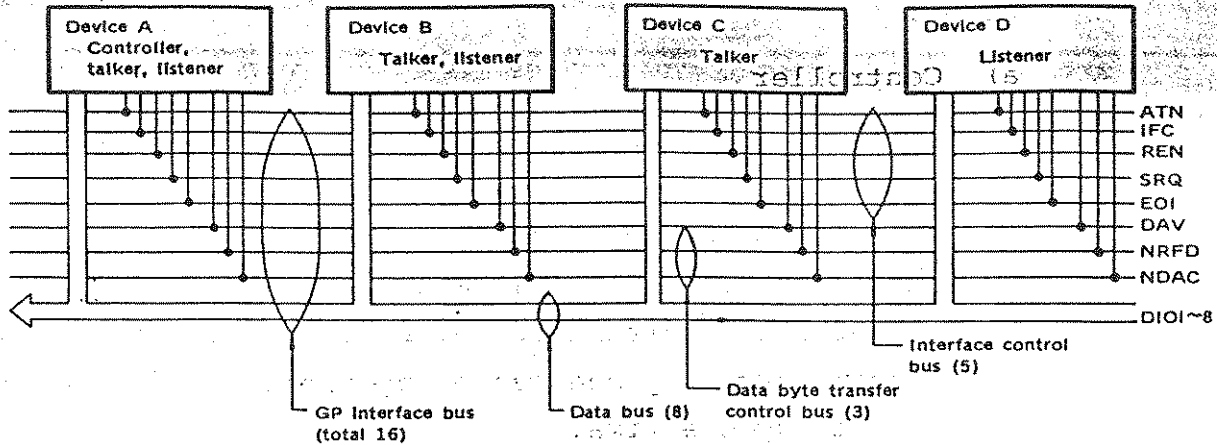 Device A
Controller,
talker, listener
Device B
Talker, listener
Device C
Talker
Device D
Listener
a) Controller
ATN
IFC
REN
SRQ
EOI
DAV
NRFD
NDAC
DIOI~8
Interface control
bus (5)
Data byte transfer
control bus (3)
Data bus (8)
GP Interface bus
(total 16)